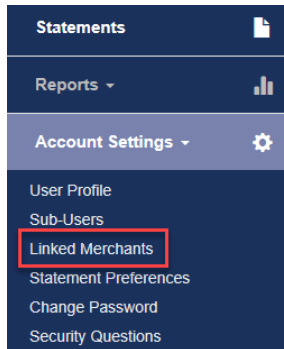 Statements
Reports
Account Settings
User Profile
Sub-Users
Linked Merchants
Statement Preferences
Change Password
Security Questions